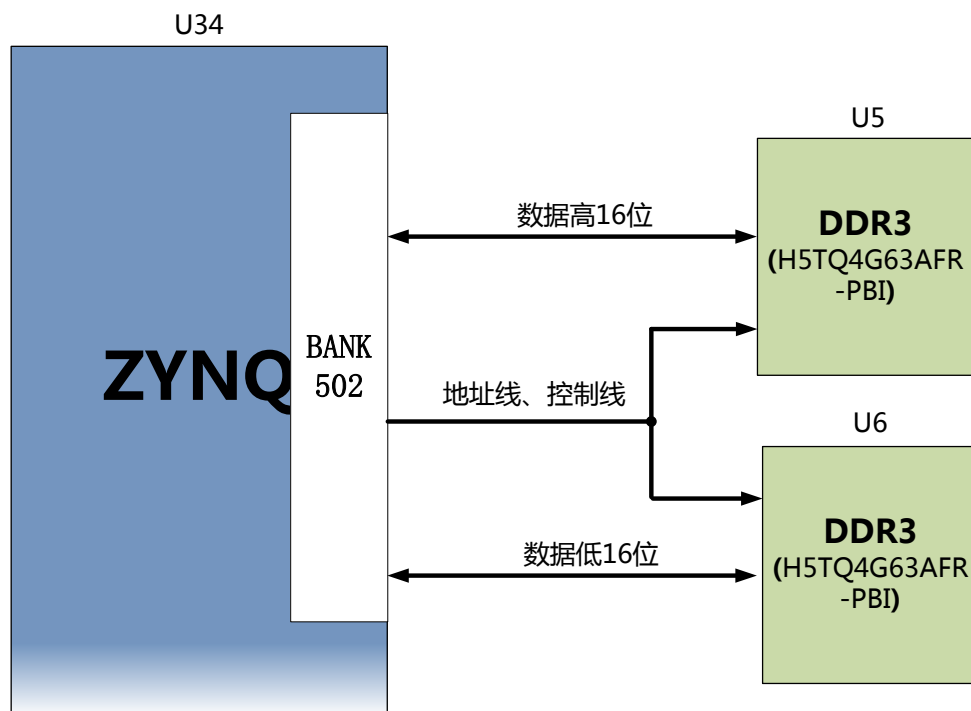 U34
U5
数据高16位
DDR3
(H5TQ4G63AFR
-PBI)
ZYNQ
BANK
502
地址线、控制线
U6
数据低16位
DDR3
(H5TQ4G63AFR
-PBI)